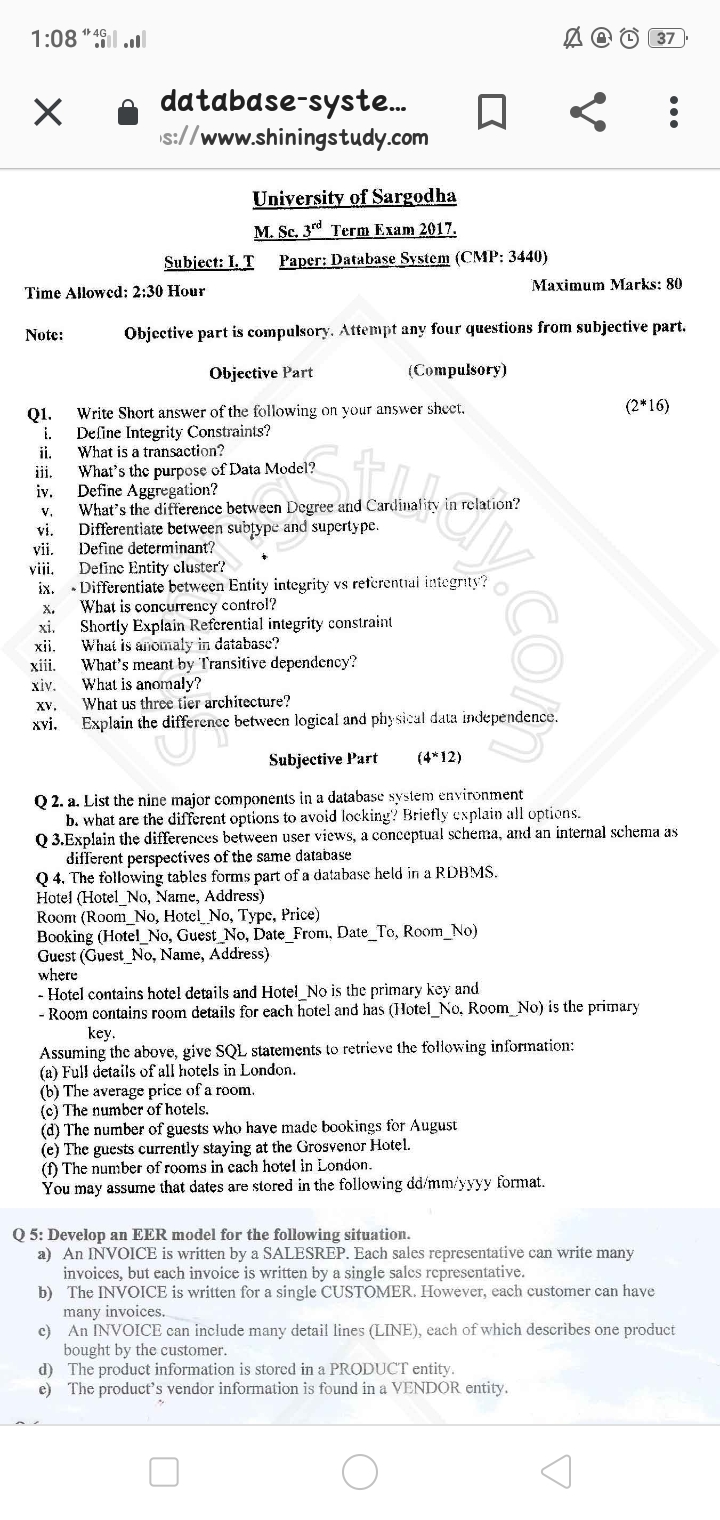 1:08 4G 37
database-syste...
s://www.shiningstudy.com
University of Sargodha
M. Sc. 3rd Term Exam 2017.
Subject: I. T Paper: Database System (CMP: 3440)
Time Allowed: 2:30 Hour Maximum Marks: 80
Note: Objective part is compulsory. Attempt any four questions from subjective part.
Objective Part (Compulsory)
Q1. Write Short answer of the following on your answer sheet. (2*16)
i. Define Integrity Constraints?
ii. What is a transaction?
iii. What's the purpose of Data Model?
iv. Define Aggregation?
v. What's the difference between Degree and Cardinality in relation?
vi. Differentiate between subtype and supertype.
vii. Define determinant?
viii. Define Entity cluster?
ix. Differentiate between Entity integrity vs referential integrity?
x. What is concurrency control?
xi. Shortly Explain Referential integrity constraint
xii. What is anomaly in database?
xiii. What's meant by Transitive dependency?
xiv. What is anomaly?
xv. What us three tier architecture?
xvi. Explain the difference between logical and physical data independence.
Subjective Part (4*12)
Q 2. a. List the nine major components in a database system environment
b. what are the different options to avoid locking? Briefly explain all options.
Q 3.Explain the differences between user views, a conceptual schema, and an internal schema as
different perspectives of the same database
Q 4. The following tables forms part of a database held in a RDBMS.
Hotel (Hotel_No, Name, Address)
Room (Room_No, Hotel_No, Type, Price)
Booking (Hotel_No, Guest_No, Date_From, Date_To, Room_No)
Guest (Guest_No, Name, Address)
where
- Hotel contains hotel details and Hotel_No is the primary key and
- Room contains room details for each hotel and has (Hotel_No, Room_No) is the primary
key.
Assuming the above, give SQL statements to retrieve the following information:
(a) Full details of all hotels in London.
(b) The average price of a room.
(c) The number of hotels.
(d) The number of guests who have made bookings for August
(e) The guests currently staying at the Grosvenor Hotel.
(f) The number of rooms in each hotel in London.
You may assume that dates are stored in the following dd/mm/yyyy format.
Q 5: Develop an EER model for the following situation.
a) An INVOICE is written by a SALESREP. Each sales representative can write many
invoices, but each invoice is written by a single sales representative.
b) The INVOICE is written for a single CUSTOMER. However, each customer can have
many invoices.
c) An INVOICE can include many detail lines (LINE), each of which describes one product
bought by the customer.
d) The product information is stored in a PRODUCT entity.
e) The product's vendor information is found in a VENDOR entity.
ShiningStudy.com